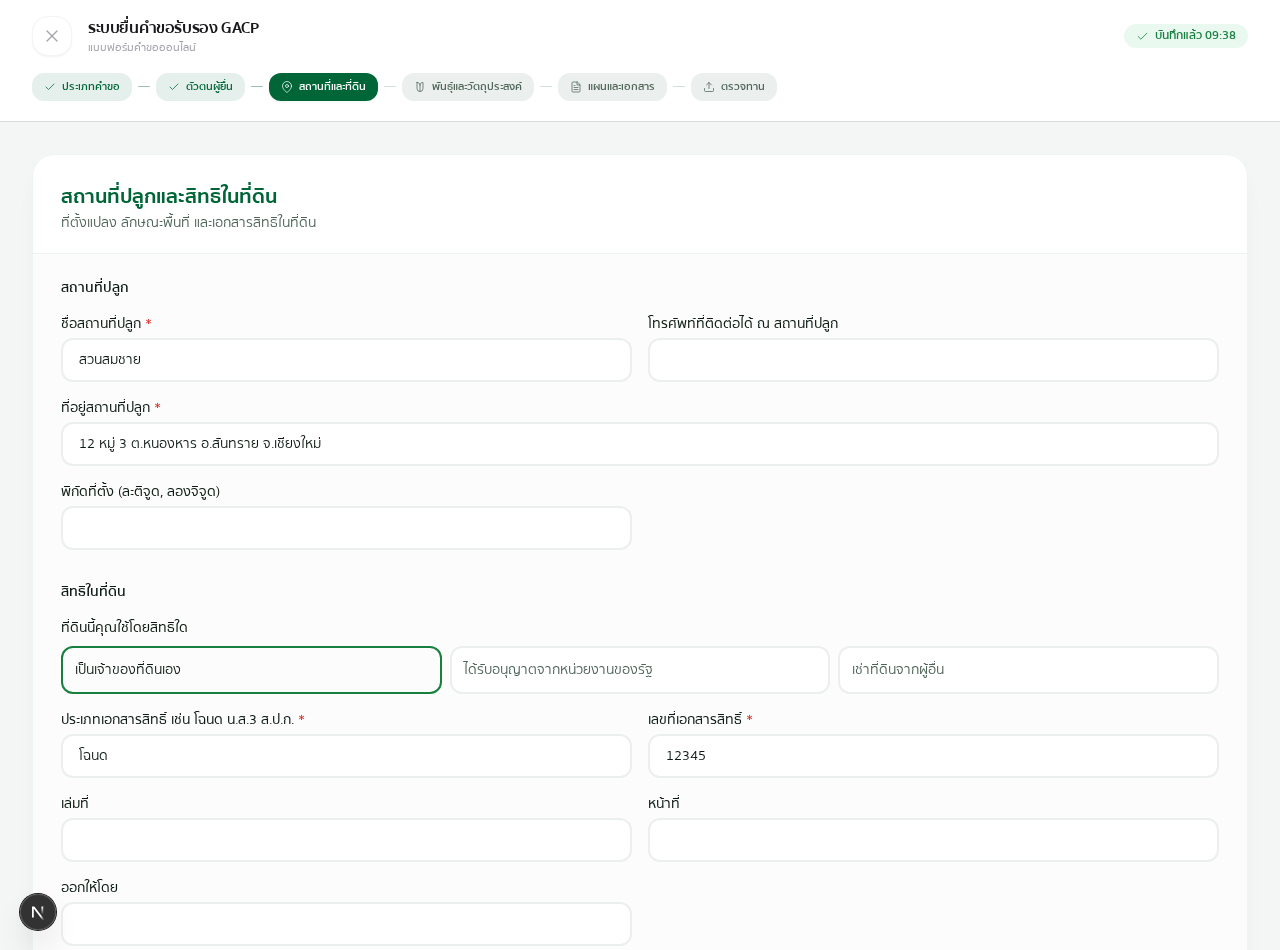 ระบบยื่นคำขอรับรอง GACP
แบบฟอร์มคำขอออนไลน์
บันทึกแล้ว 09:38
ประเภทคำขอ
ตัวตนผู้ยื่น
สถานที่และที่ดิน
พันธุ์และวัตถุประสงค์
แผนและเอกสาร
ตรวจทาน
สถานที่ปลูกและสิทธิในที่ดิน
ที่ตั้งแปลง ลักษณะพื้นที่ และเอกสารสิทธิในที่ดิน
สถานที่ปลูก
ชื่อสถานที่ปลูก *
โทรศัพท์ที่ติดต่อได้ ณ สถานที่ปลูก
สวนสมชาย
ที่อยู่สถานที่ปลูก *
12 หมู่ 3 ต.หนองหาร อ.สันทราย จ.เชียงใหม่
พิกัดที่ตั้ง (ละติจูด, ลองจิจูด)
สิทธิในที่ดิน
ที่ดินนี้คุณใช้โดยสิทธิใด
เป็นเจ้าของที่ดินเอง
ได้รับอนุญาตจากหน่วยงานของรัฐ
เช่าที่ดินจากผู้อื่น
ประเภทเอกสารสิทธิ์ เช่น โฉนด น.ส.3 ส.ป.ก. *
เลขที่เอกสารสิทธิ์ *
โฉนด
12345
เล่มที่
หน้าที่
ออกให้โดย
N